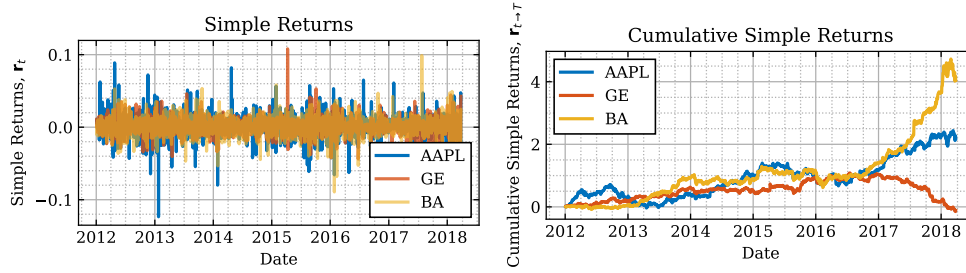 Simple Returns
Simple Returns, r_t
0.1
0.0
−0.1
AAPL
GE
BA
2012 2013 2014 2015 2016 2017 2018
Date
Cumulative Simple Returns
Cumulative Simple Returns, r_{t→T}
4
2
0
AAPL
GE
BA
2012 2013 2014 2015 2016 2017 2018
Date